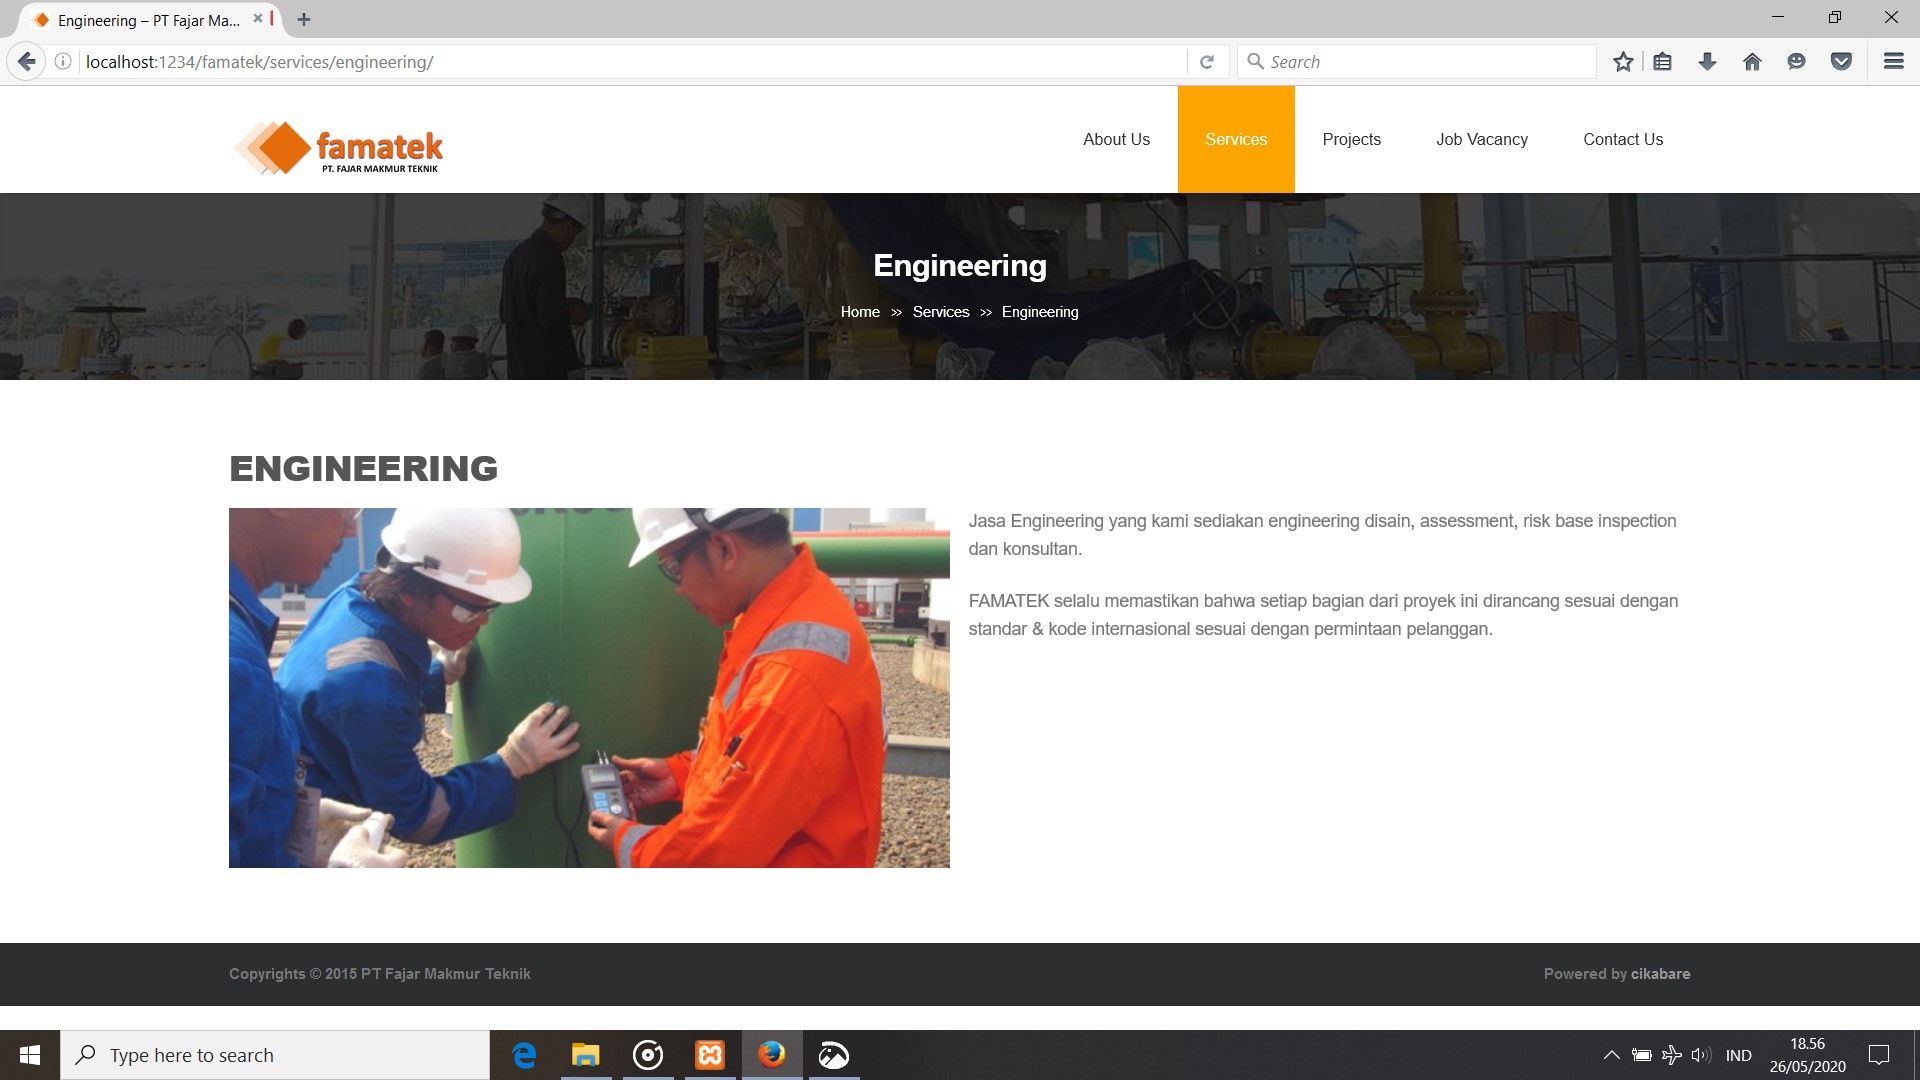 Engineering – PT Fajar Ma...
localhost:1234/famatek/services/engineering/
Search
famatek
PT. FAJAR MAKMUR TEKNIK
About Us
Services
Projects
Job Vacancy
Contact Us
Engineering
Home >> Services >> Engineering
ENGINEERING
Jasa Engineering yang kami sediakan engineering disain, assessment, risk base inspection
dan konsultan.
FAMATEK selalu memastikan bahwa setiap bagian dari proyek ini dirancang sesuai dengan
standar & kode internasional sesuai dengan permintaan pelanggan.
Copyrights © 2015 PT Fajar Makmur Teknik
Powered by cikabare
Type here to search
IND
18.56
26/05/2020